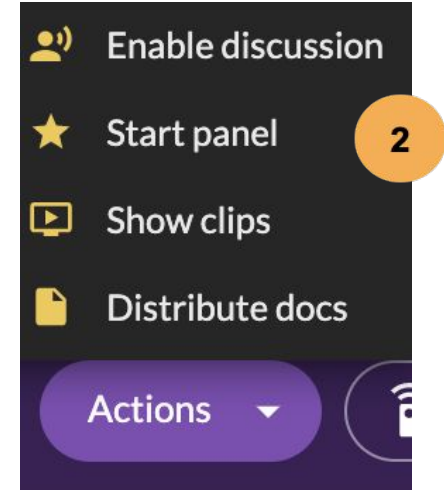 Enable discussion
Start panel
2
Show clips
Distribute docs
Actions